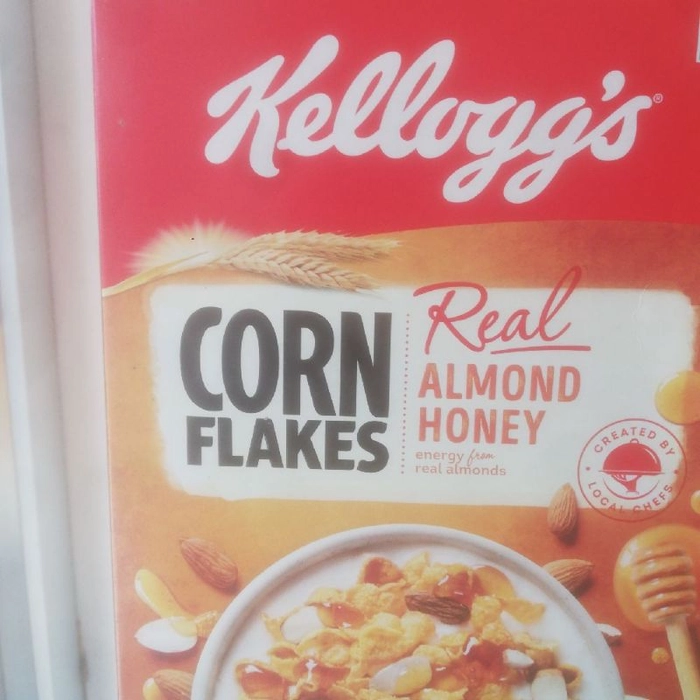 Kellogg's®
CORN
FLAKES
Real
ALMOND
HONEY
energy from
real almonds
CREATED BY
LOCAL CHEFS